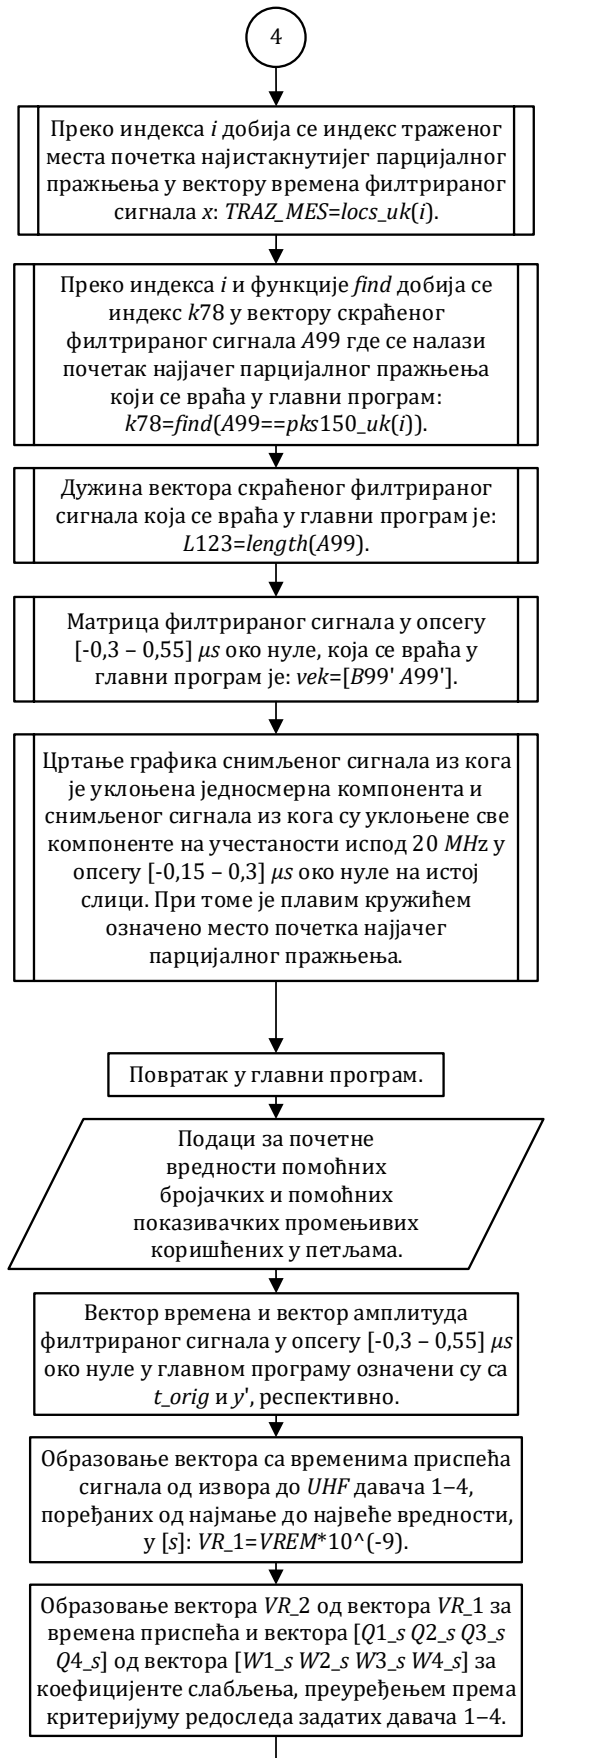 4
Преко индекса i добија се индекс траженог
места почетка најистакнутијег парцијалног
пражњења у вектору времена филтрираног
сигнала x: TRAZ_MES=locs_uk(i).
Преко индекса i и функције find добија се
индекс k78 у вектору скраћеног
филтрираног сигнала A99 где се налази
почетак најјачег парцијалног пражњења
који се враћа у главни програм:
k78=find(A99==pks150_uk(i)).
Дужина вектора скраћеног филтрираног
сигнала која се враћа у главни програм је:
L123=length(A99).
Матрица филтрираног сигнала у опсегу
[-0,3 – 0,55] μs око нуле, која се враћа у
главни програм је: vek=[B99' A99'].
Цртање графика снимљеног сигнала из кога
је уклоњена једносмерна компонента и
снимљеног сигнала из кога су уклоњене све
компоненте на учестаности испод 20 MHz у
опсегу [-0,15 – 0,3] μs око нуле на истој
слици. При томе је плавим кружићем
означено место почетка најјачег
парцијалног пражњења.
Повратак у главни програм.
Подаци за почетне
вредности помоћних
бројачких и помоћних
показивачких промењивих
коришћених у петљама.
Вектор времена и вектор амплитуда
филтрираног сигнала у опсегу [-0,3 – 0,55] μs
око нуле у главном програму означени су са
t_orig и y', респективно.
Образовање вектора са временима приспећа
сигнала од извора до UHF давача 1–4,
поређаних од најмање до највеће вредности,
у [s]: VR_1=VREM*10^(-9).
Образовање вектора VR_2 од вектора VR_1 за
времена приспећа и вектора [Q1_s Q2_s Q3_s
Q4_s] од вектора [W1_s W2_s W3_s W4_s] за
коефицијенте слабљења, преуређењем према
критеријуму редоследа задатих давача 1–4.